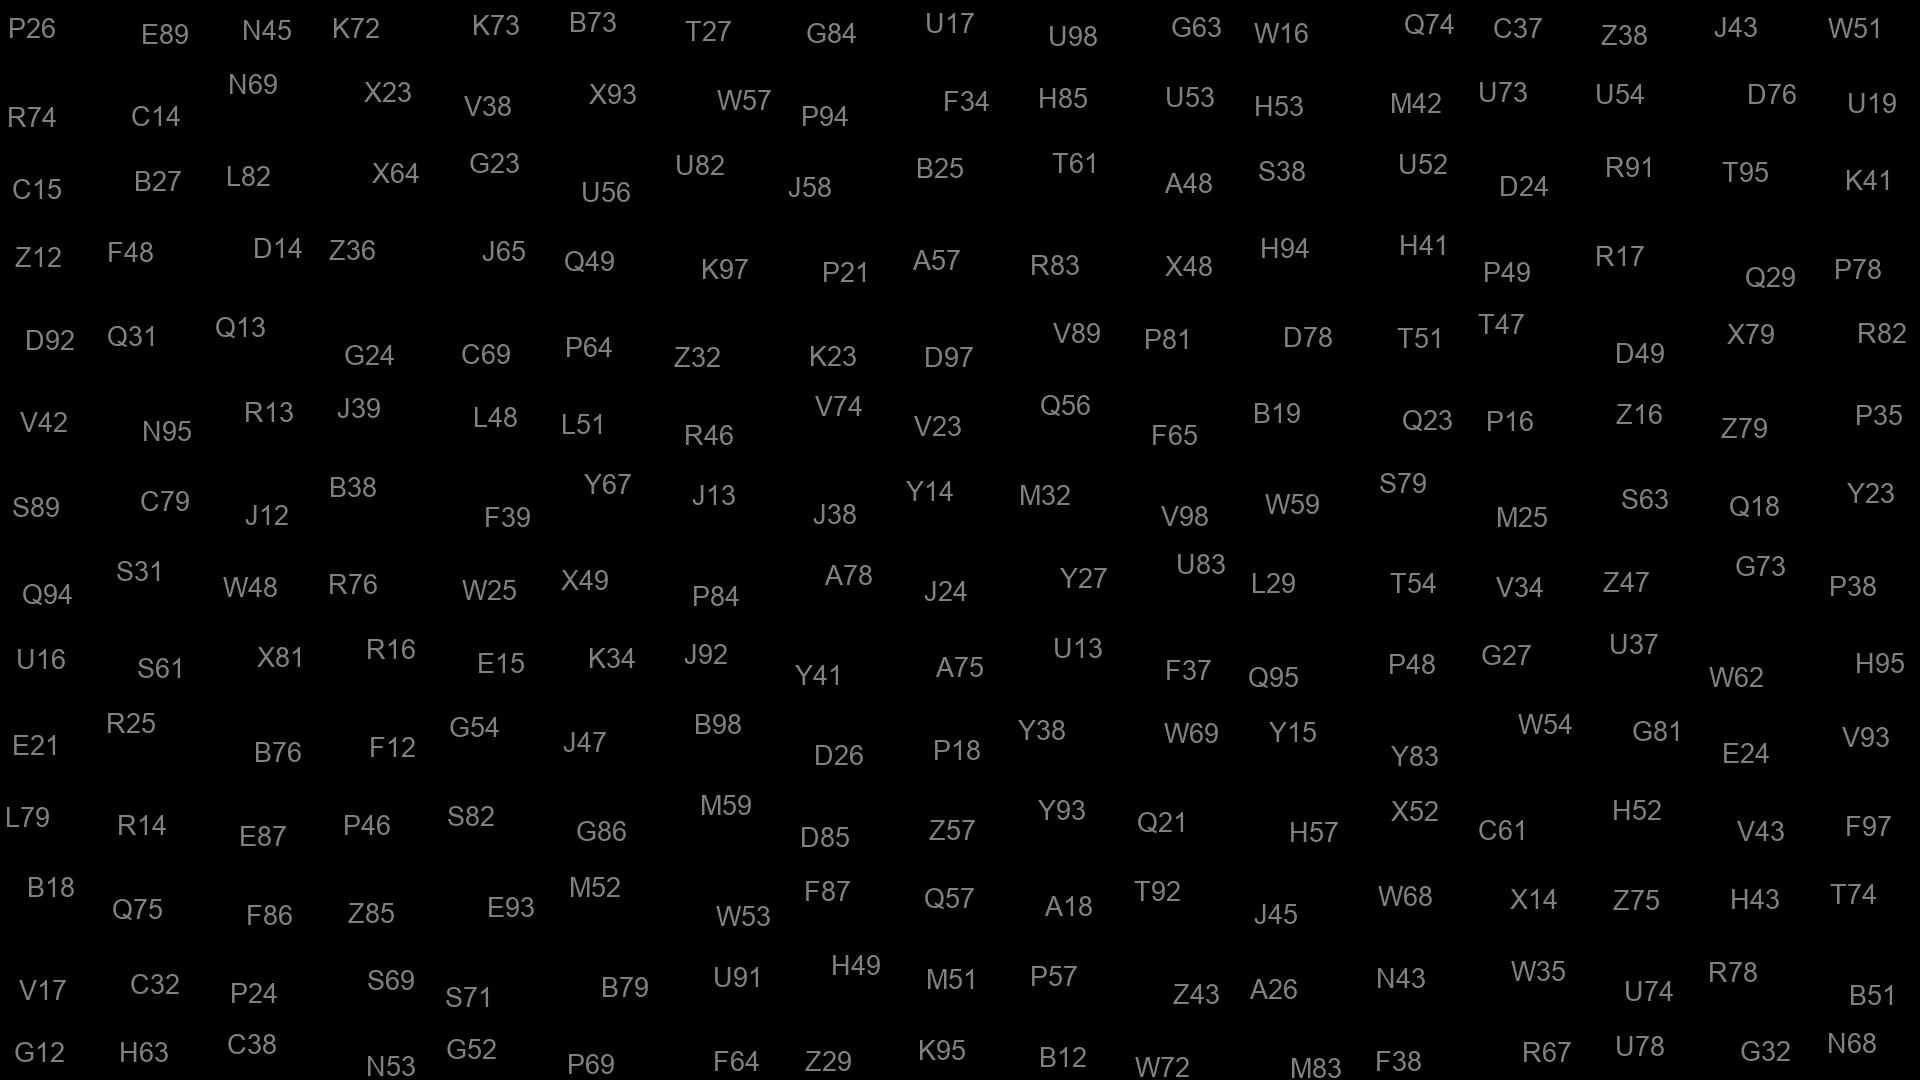 P26 E89 N45 K72 K73 B73 T27 G84 U17 U98 G63 W16 Q74 C37 Z38 J43 W51
R74 C14 N69 X23 V38 X93 W57 P94 F34 H85 U53 H53 M42 U73 U54 D76 U19
C15 B27 L82 X64 G23 U56 U82 J58 B25 T61 A48 S38 U52 D24 R91 T95 K41
Z12 F48 D14 Z36 J65 Q49 K97 P21 A57 R83 X48 H94 H41 P49 R17 Q29 P78
D92 Q31 Q13 G24 C69 P64 Z32 K23 D97 V89 P81 D78 T51 T47 D49 X79 R82
V42 N95 R13 J39 L48 L51 R46 V74 V23 Q56 F65 B19 Q23 P16 Z16 Z79 P35
S89 C79 J12 B38 F39 Y67 J13 J38 Y14 M32 V98 W59 S79 M25 S63 Q18 Y23
Q94 S31 W48 R76 W25 X49 P84 A78 J24 Y27 U83 L29 T54 V34 Z47 G73 P38
U16 S61 X81 R16 E15 K34 J92 Y41 A75 U13 F37 Q95 P48 G27 U37 W62 H95
E21 R25 B76 F12 G54 J47 B98 D26 P18 Y38 W69 Y15 Y83 W54 G81 E24 V93
L79 R14 E87 P46 S82 G86 M59 D85 Z57 Y93 Q21 H57 X52 C61 H52 V43 F97
B18 Q75 F86 Z85 E93 M52 W53 F87 Q57 A18 T92 J45 W68 X14 Z75 H43 T74
V17 C32 P24 S69 S71 B79 U91 H49 M51 P57 Z43 A26 N43 W35 U74 R78 B51
G12 H63 C38 N53 G52 P69 F64 Z29 K95 B12 W72 M83 F38 R67 U78 G32 N68